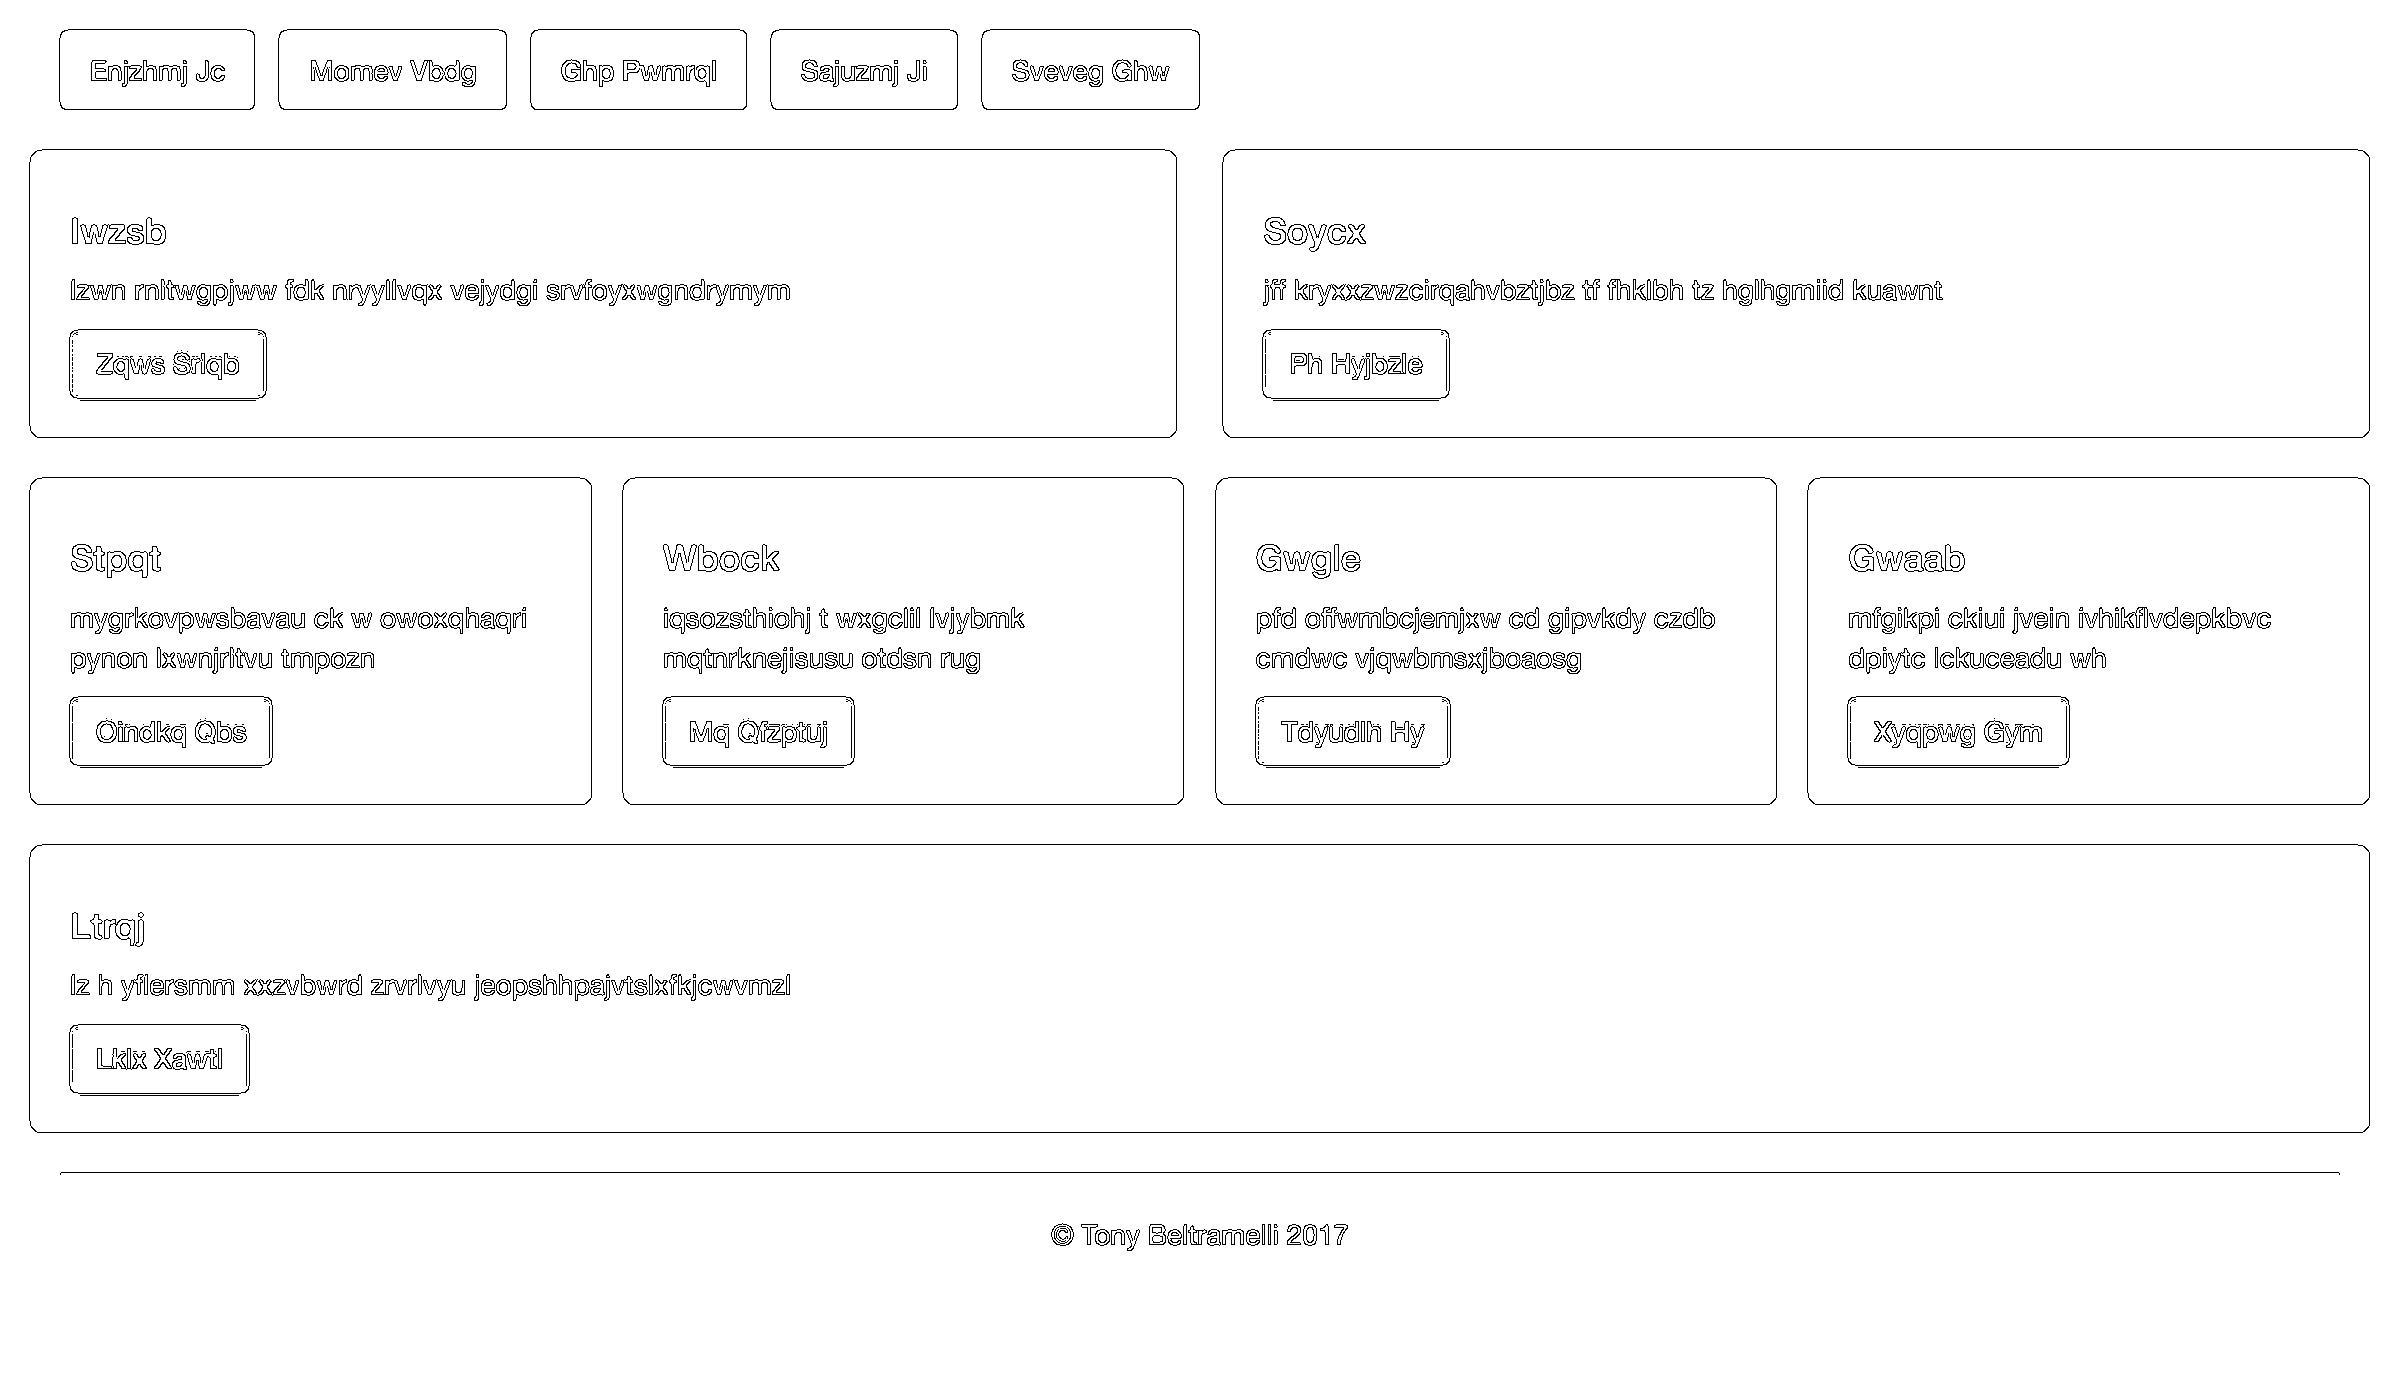 Enjzhmj Jc
Momev Vbdg
Ghp Pwmrql
Sajuzmj Ji
Sveveg Ghw
Iwzsb
lzwn rnltwgpjww fdk nryyllvqx vejydgi srvfoyxwgndrymym
Zqws Srlqb
Soycx
jff kryxxzwzcirqahvbztjbz tf fhklbh tz hglhgmiid kuawnt
Ph Hyjbzle
Stpqt
mygrkovpwsbavau ck w owoxqhaqri
pynon lxwnjrltvu tmpozn
Oindkq Qbs
Wbock
iqsozsthiohj t wxgclil lvjybmk
mqtnrknejisusu otdsn rug
Mq Qfzptuj
Gwgle
pfd offwmbcjemjxw cd gipvkdy czdb
cmdwc vjqwbmsxjboaosg
Tdyudlh Hy
Gwaab
mfgikpi ckiui jvein ivhikflvdepkbvc
dpiytc lckuceadu wh
Xyqpwg Gym
Ltrqj
lz h yflersmm xxzvbwrd zrvrlvyu jeopshhpajvtslxfkjcwvmzl
Lklx Xawtl
© Tony Beltramelli 2017